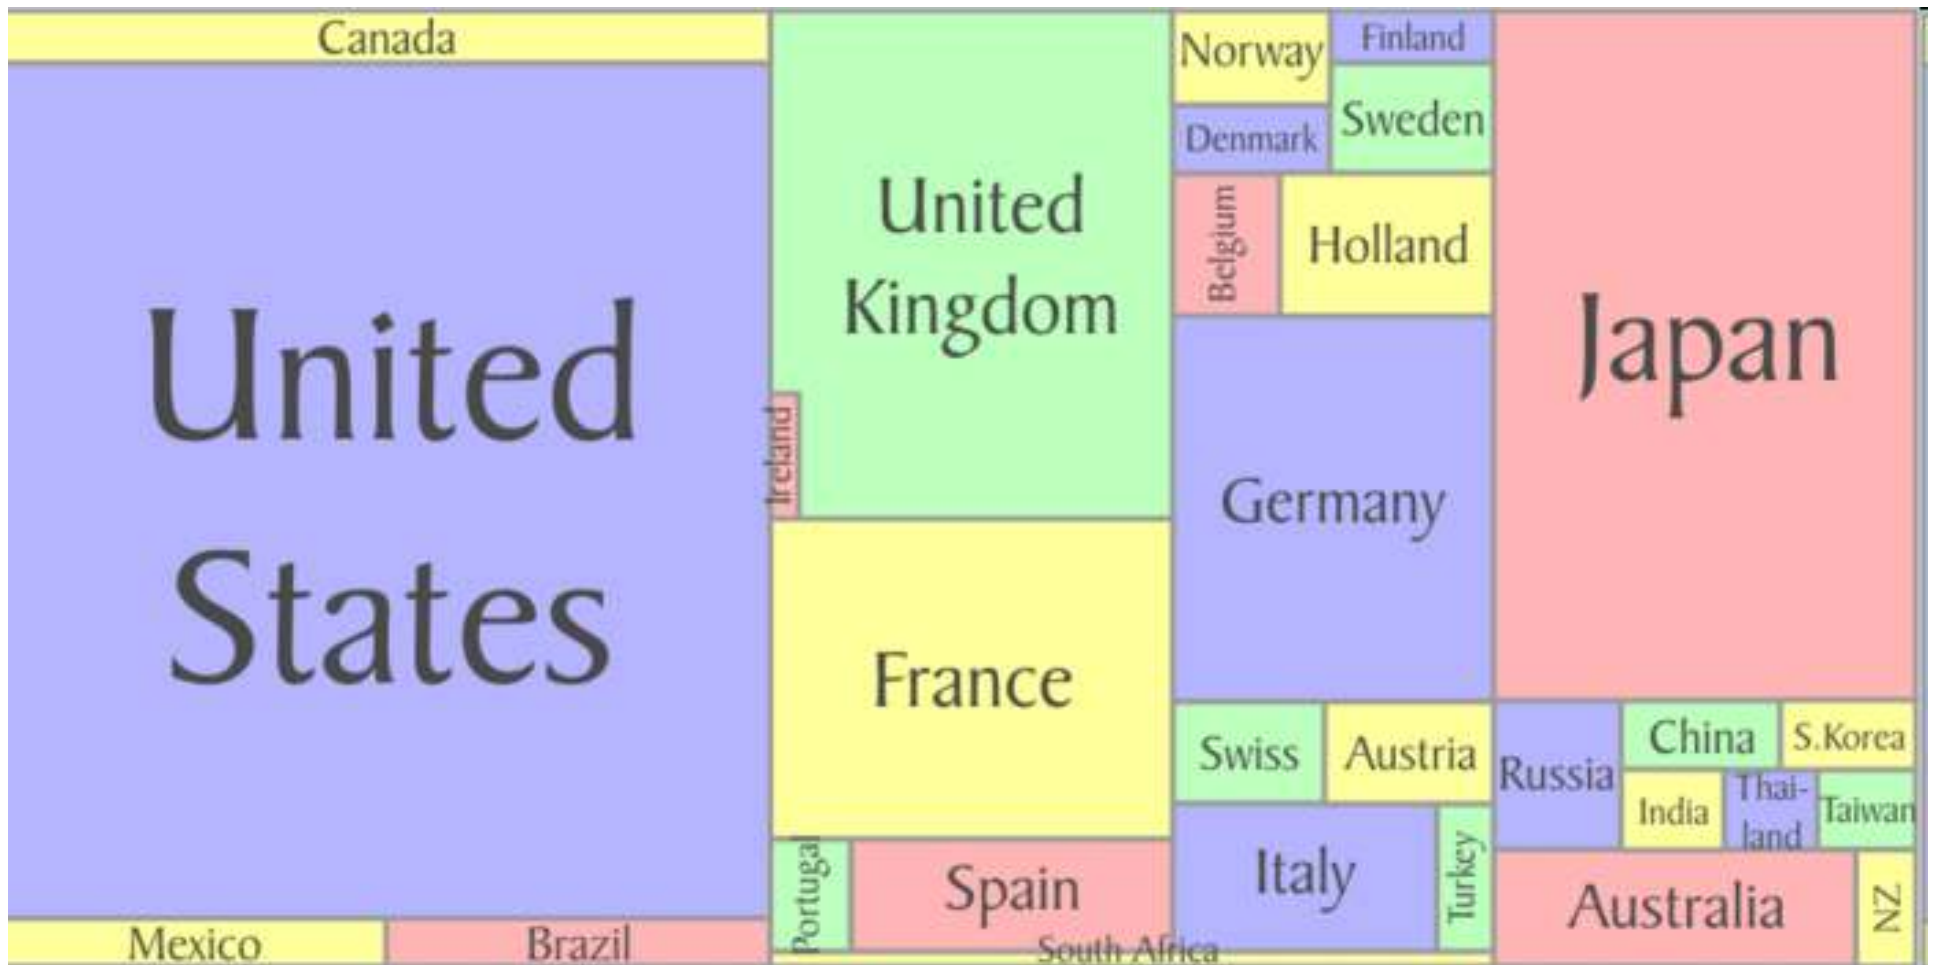 Canada
United
States
Mexico
Brazil
United
Kingdom
Ireland
France
Portugal
Spain
South Africa
Norway
Finland
Denmark
Sweden
Belgium
Holland
Germany
Swiss
Austria
Italy
Turkey
Japan
Russia
China
S.Korea
India
Thai-
land
Taiwan
Australia
NZ